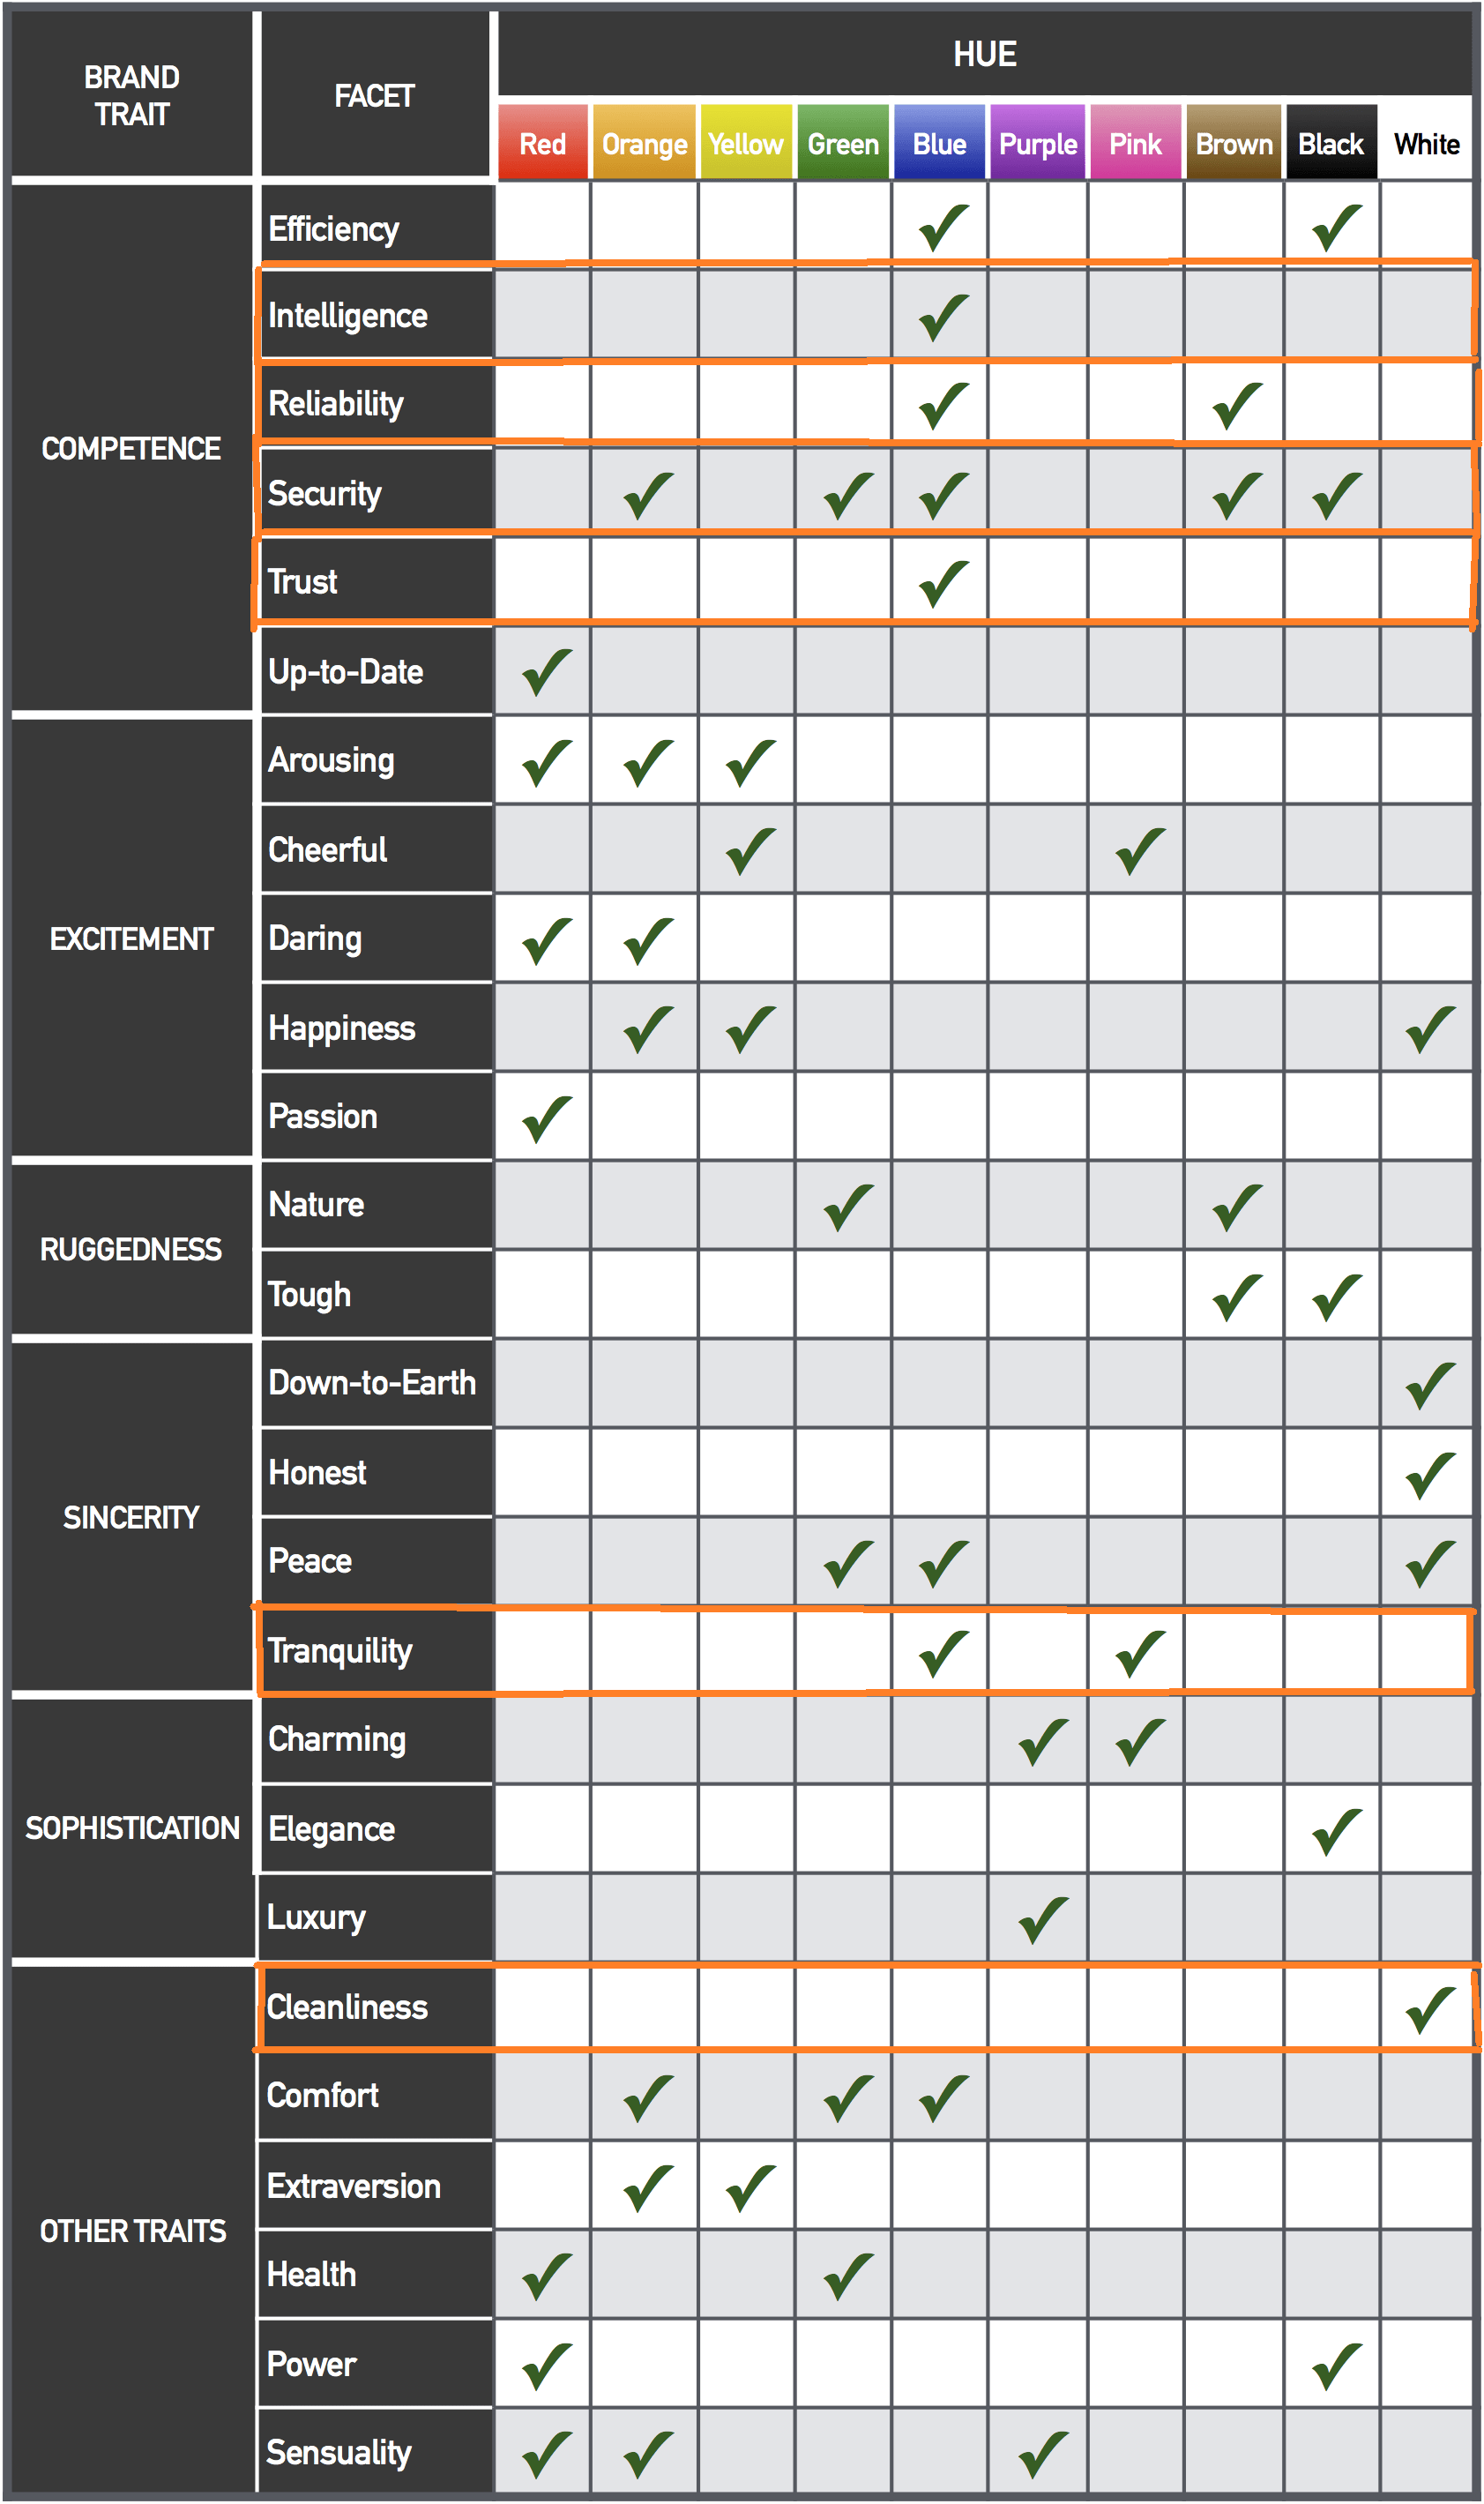 BRAND
TRAIT
FACET
HUE
Red Orange Yellow Green Blue Purple Pink Brown Black White
COMPETENCE
Efficiency
Intelligence
Reliability
Security
Trust
Up-to-Date
EXCITEMENT
Arousing
Cheerful
Daring
Happiness
Passion
RUGGEDNESS
Nature
Tough
SINCERITY
Down-to-Earth
Honest
Peace
Tranquility
SOPHISTICATION
Charming
Elegance
Luxury
OTHER TRAITS
Cleanliness
Comfort
Extraversion
Health
Power
Sensuality